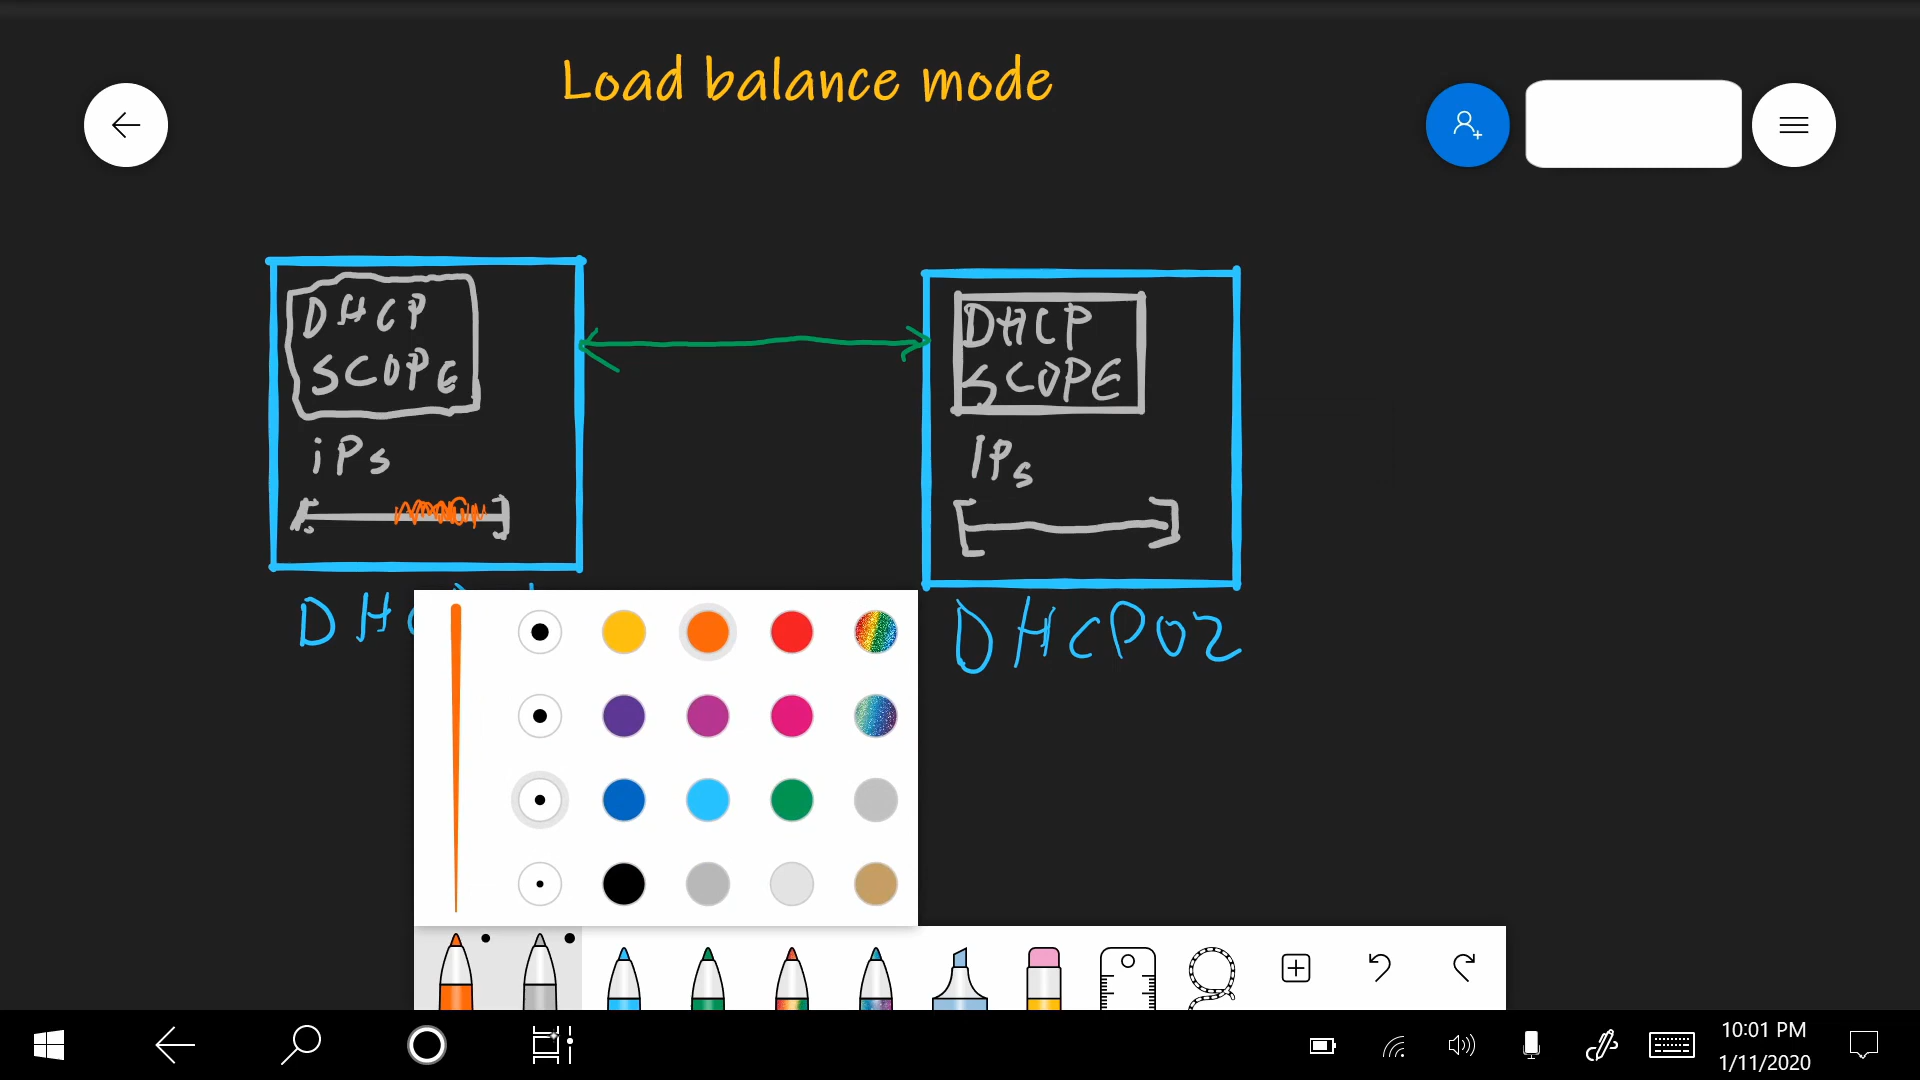 Load balance mode
DHCP
SCOPE
iPs
DHCP
SCOPE
IPs
DHCP02
10:01 PM
1/11/2020